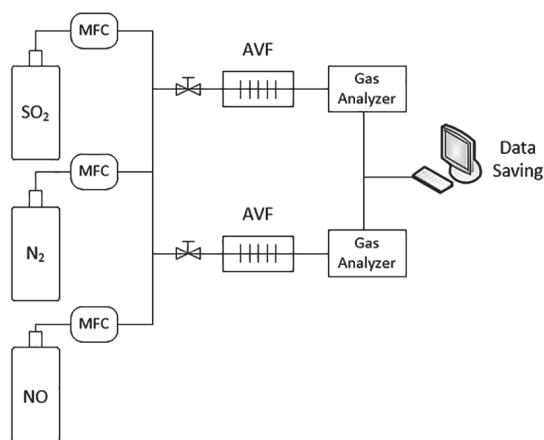 MFC
SO₂
AVF
Gas
Analyzer
MFC
N₂
Data
Saving
AVF
Gas
Analyzer
MFC
NO